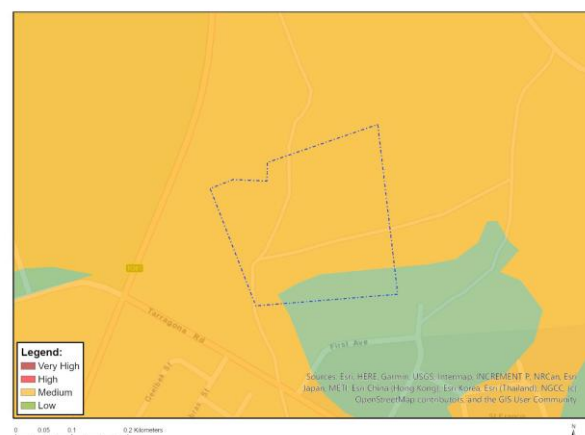 Tarragona Rd
First Ave
Legend:
Very High
High
Medium
Low
Sources: Esri, HERE, Garmin, USGS, Intermap, INCREMENT P, NRCan, Esri
Japan, METI, Esri China (Hong Kong), Esri Korea, Esri (Thailand), NGCC, (c)
OpenStreetMap contributors, and the GIS User Community
0 0.05 0.1 0.2 Kilometers
N